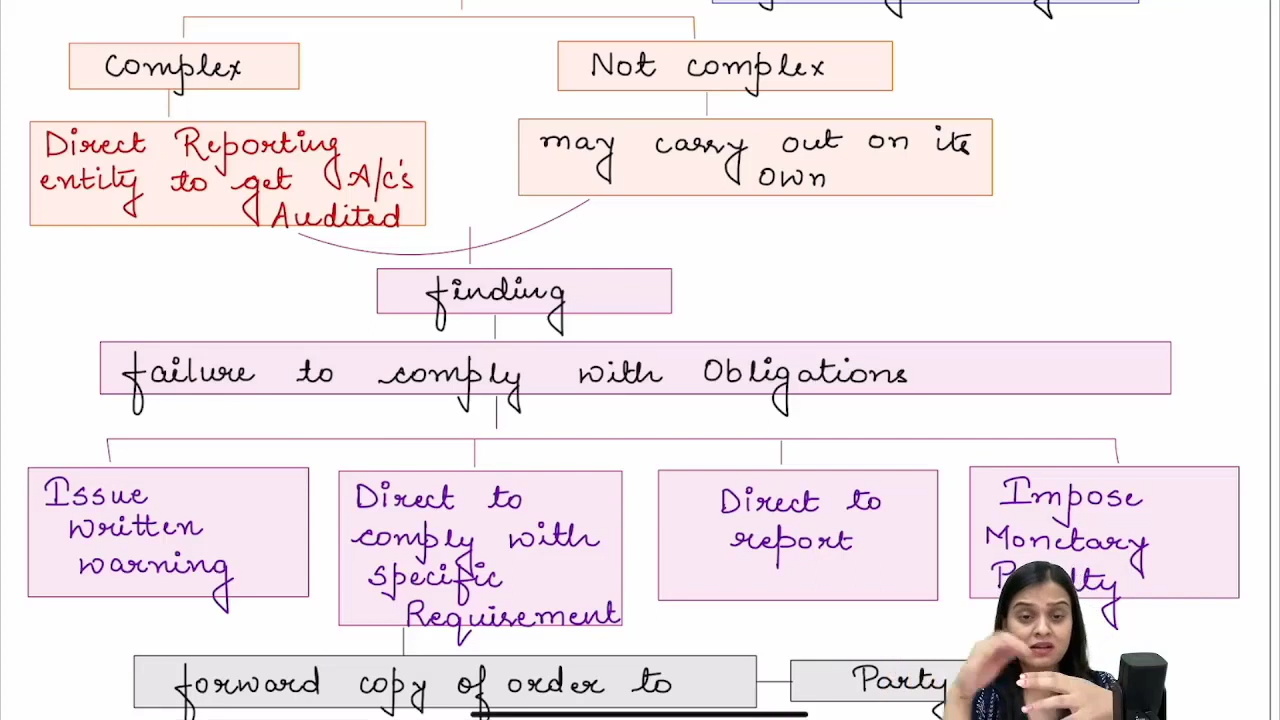 Complex
Not complex
Direct Reporting
entity to get A/c's
Audited
may carry out on its
own
finding
failure to comply with Obligations
Issue
written
warning
Direct to
comply with
specific
Requirement
Direct to
report
Impose
Monetary
forward copy of order to
Party